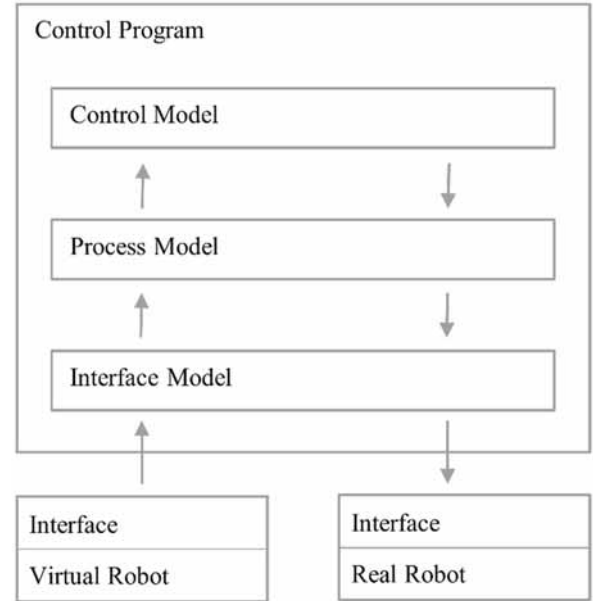 Control Program
Control Model
Process Model
Interface Model
Interface
Virtual Robot
Interface
Real Robot